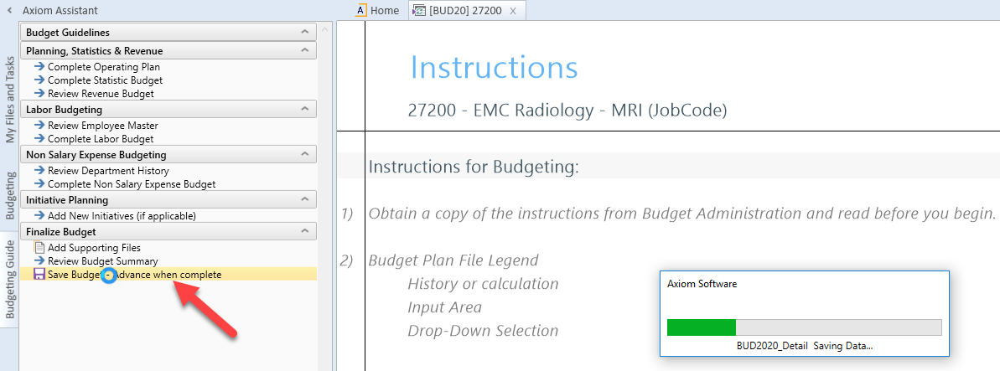 Axiom Assistant
My Files and Tasks
Budgeting
Budgeting Guide
Budget Guidelines
Planning, Statistics & Revenue
Complete Operating Plan
Complete Statistic Budget
Review Revenue Budget
Labor Budgeting
Review Employee Master
Complete Labor Budget
Non Salary Expense Budgeting
Review Department History
Complete Non Salary Expense Budget
Initiative Planning
Add New Initiatives (if applicable)
Finalize Budget
Add Supporting Files
Review Budget Summary
Save Budget - Advance when complete
A Home
[BUD20] 27200 x
Instructions
27200 - EMC Radiology - MRI (JobCode)
Instructions for Budgeting:
1) Obtain a copy of the instructions from Budget Administration and read before you begin.
2) Budget Plan File Legend
History or calculation
Input Area
Drop-Down Selection
Axiom Software
BUD2020_Detail Saving Data...